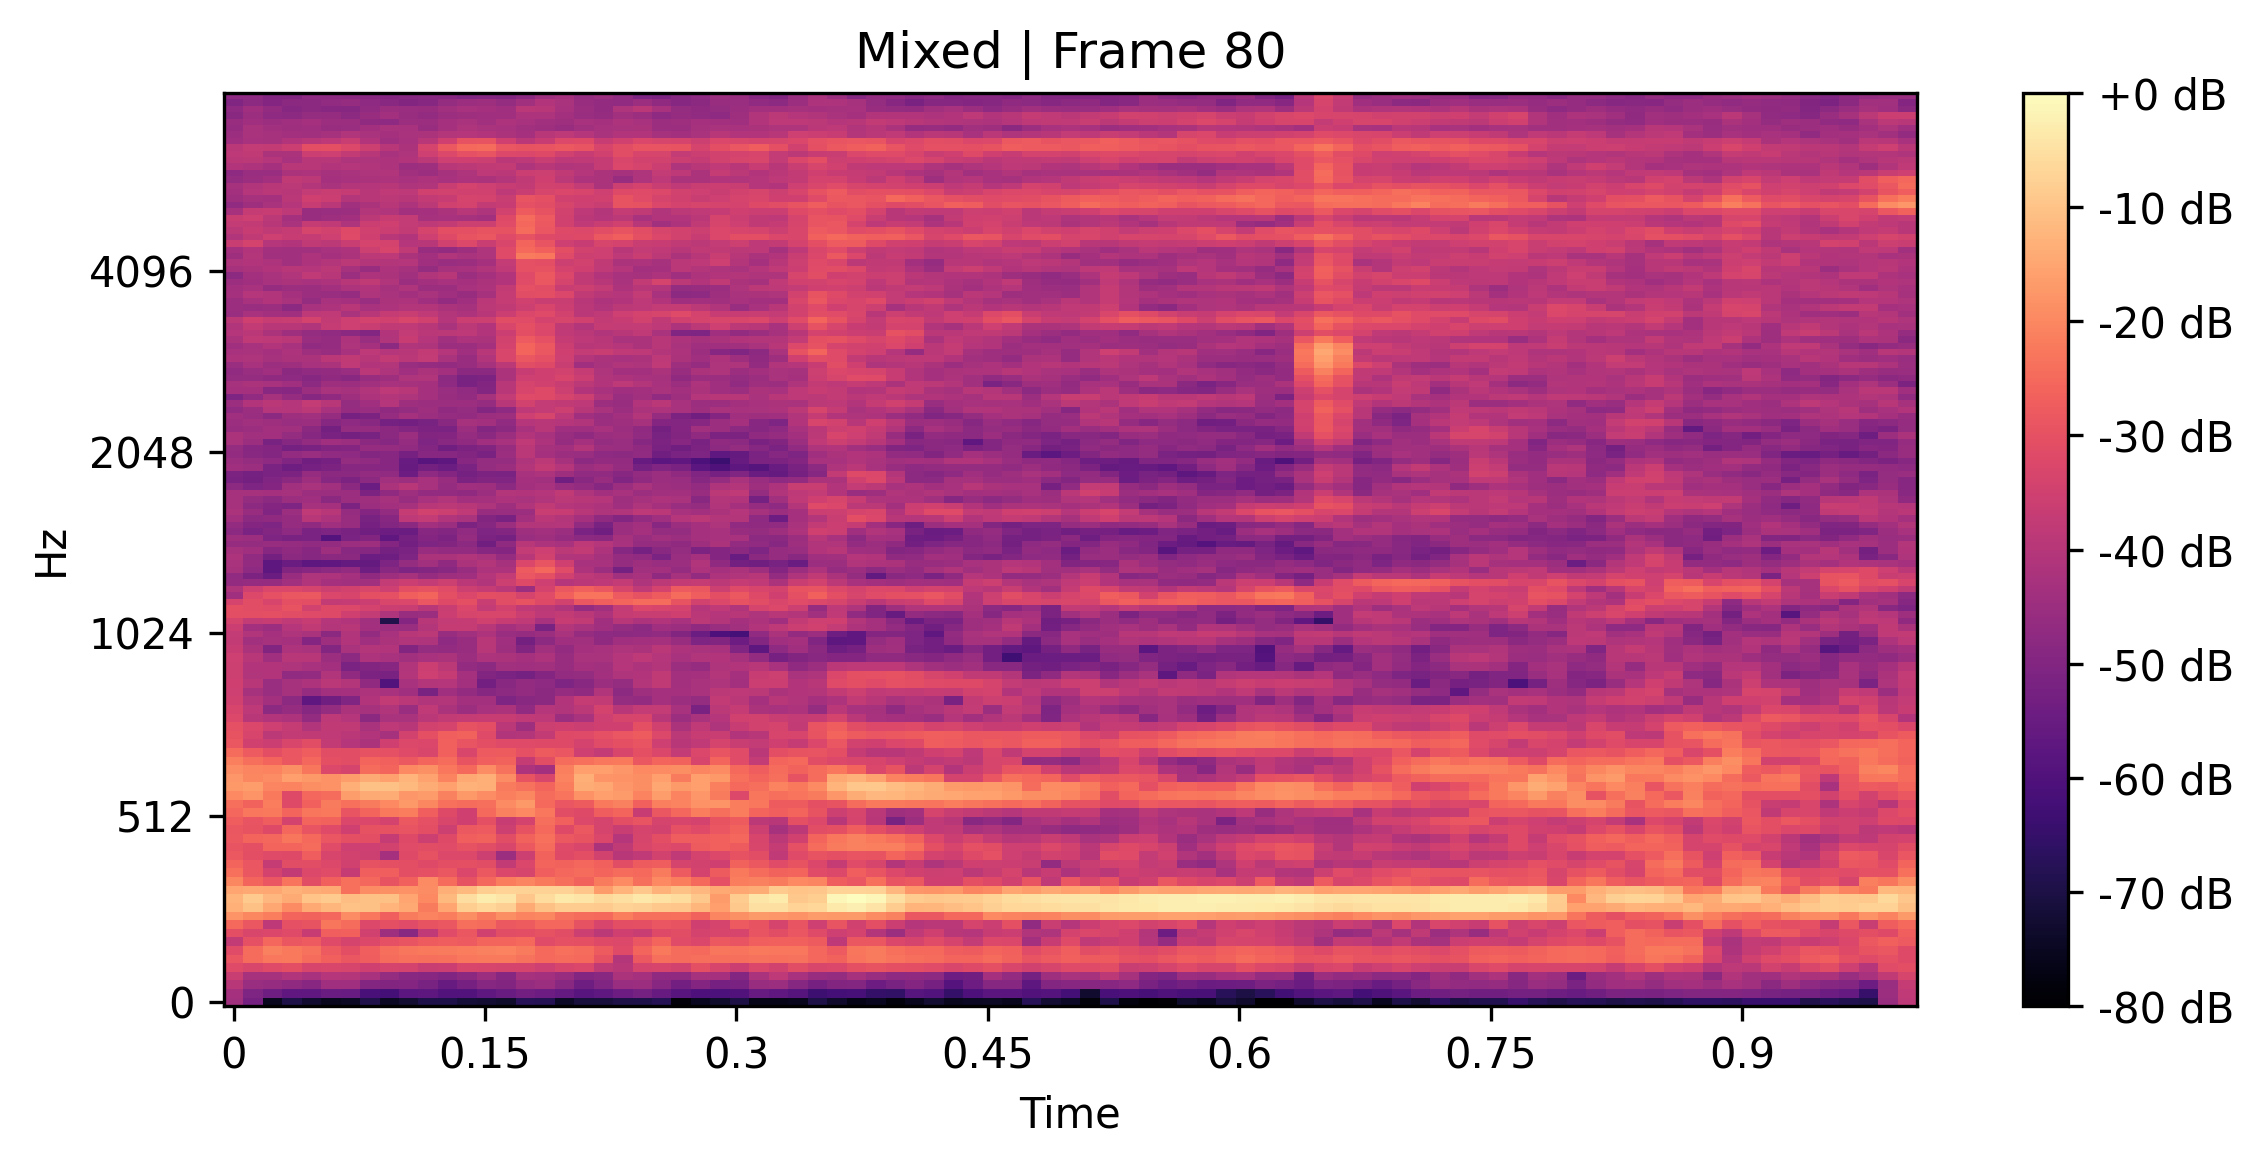 Mixed | Frame 80
+0 dB
-10 dB
-20 dB
-30 dB
-40 dB
-50 dB
-60 dB
-70 dB
-80 dB
4096
2048
1024
512
0
Hz
0 0.15 0.3 0.45 0.6 0.75 0.9
Time